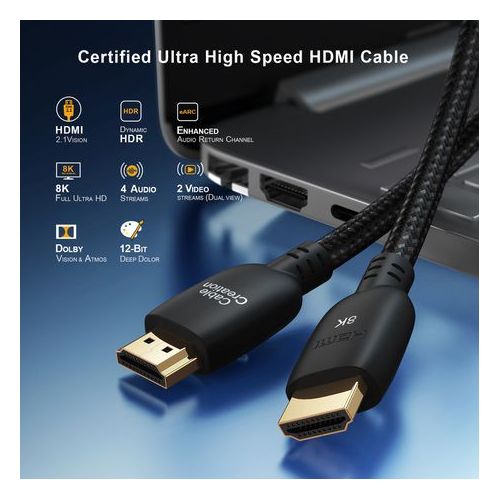 Certified Ultra High Speed HDMI Cable
HDMI
2.1Vision
HDR
Dynamic
HDR
eARC
Enhanced
Audio Return Channel
8K
8K
Full Ultra HD
4 Audio
Streams
2 Video
streams (Dual view)
Dolby
Vision & Atmos
12-Bit
Deep Dolor
Cable
Creation
HDMI
8K